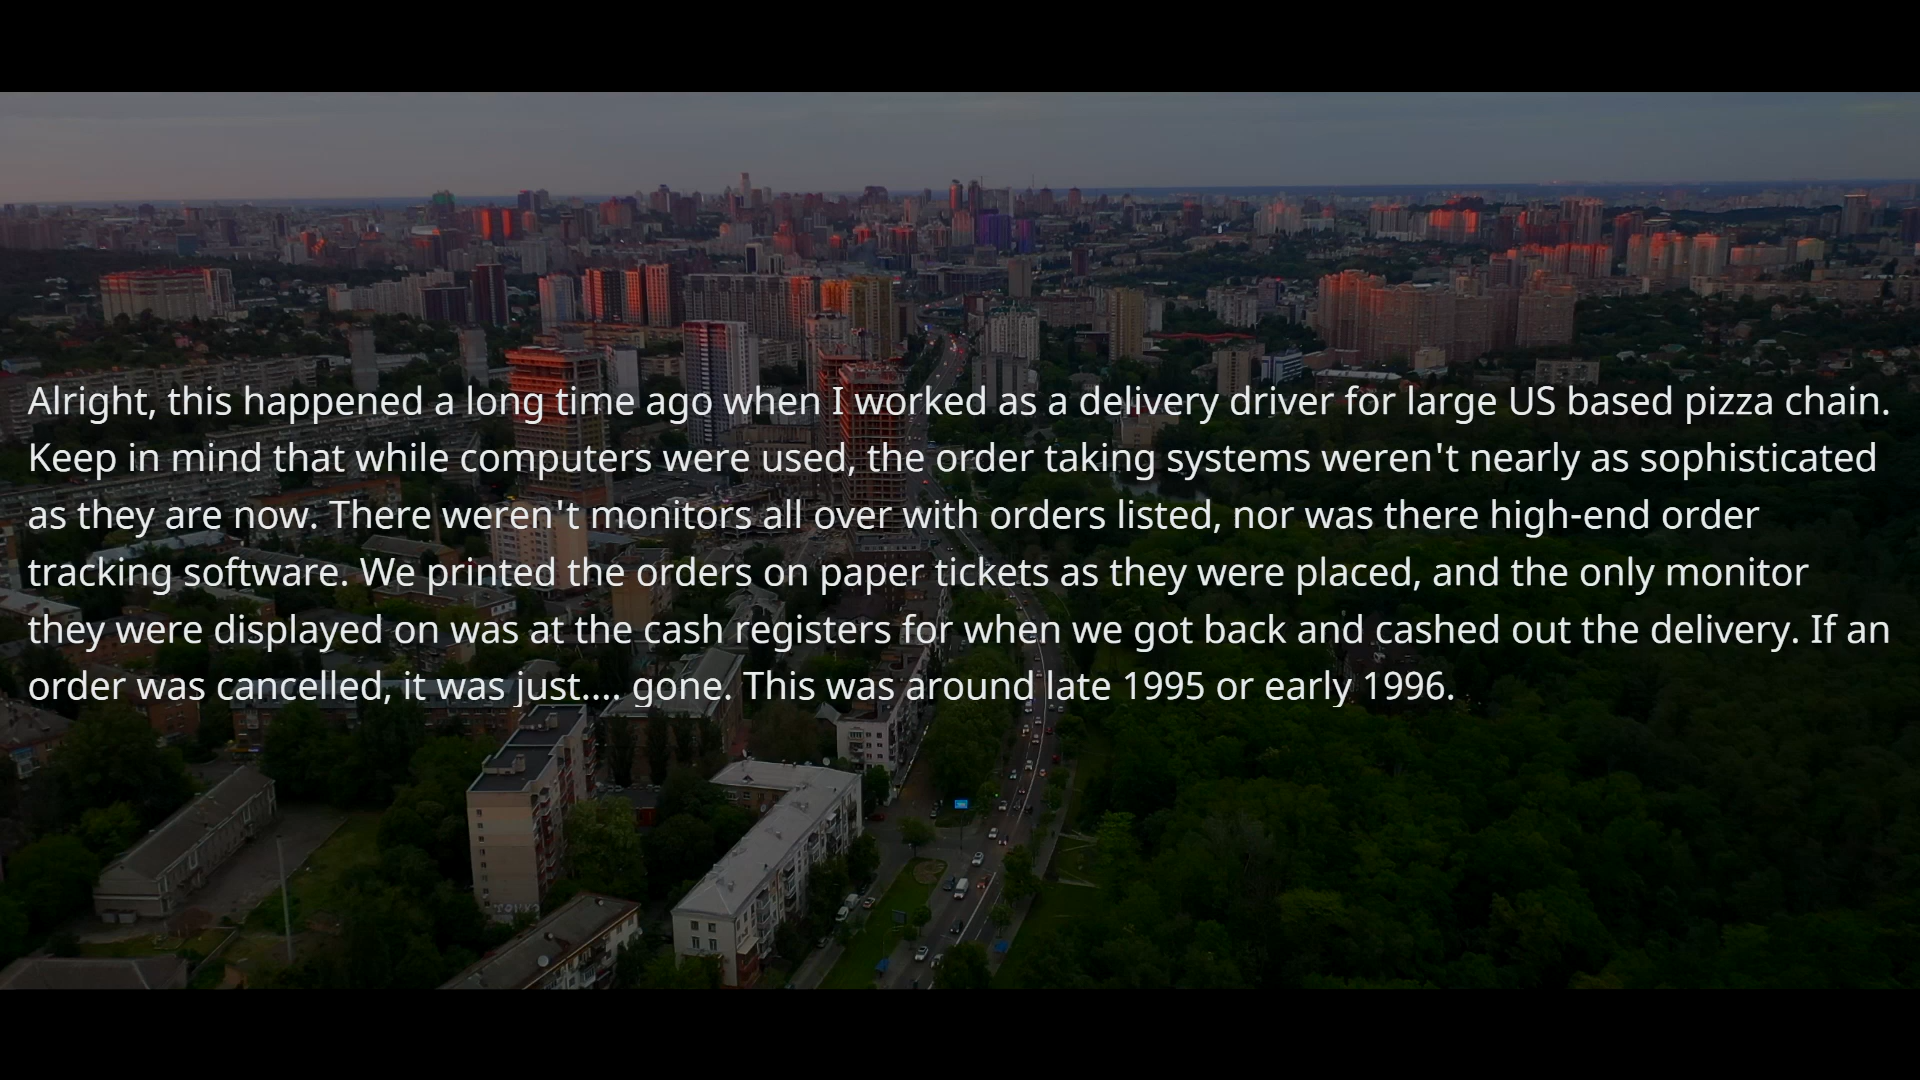 Alright, this happened a long time ago when I worked as a delivery driver for large US based pizza chain.
Keep in mind that while computers were used, the order taking systems weren't nearly as sophisticated
as they are now. There weren't monitors all over with orders listed, nor was there high-end order
tracking software. We printed the orders on paper tickets as they were placed, and the only monitor
they were displayed on was at the cash registers for when we got back and cashed out the delivery. If an
order was cancelled, it was just.... gone. This was around late 1995 or early 1996.